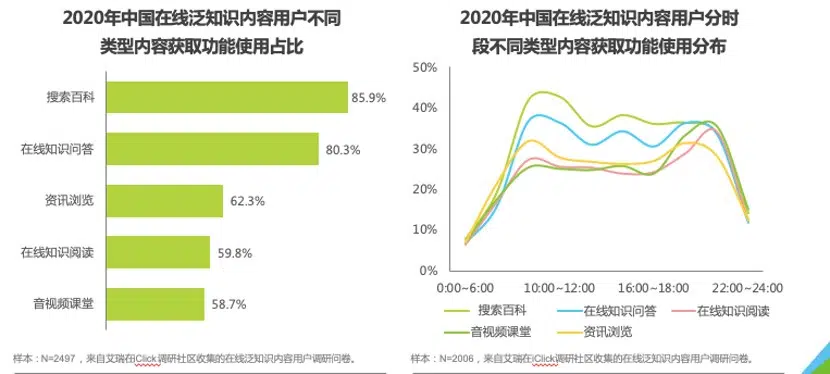 2020年中国在线泛知识内容用户不同
类型内容获取功能使用占比
搜索百科
85.9%
在线知识问答
80.3%
资讯浏览
62.3%
在线知识阅读
59.8%
音视频课堂
58.7%
样本：N=2497，来自艾瑞在iClick调研社区收集的在线泛知识内容用户调研问卷。
2020年中国在线泛知识内容用户分时
段不同类型内容获取功能使用分布
50%
40%
30%
20%
10%
0%
0:00~6:00 10:00~12:00 16:00~18:00 22:00~24:00
搜索百科 在线知识问答 在线知识阅读
音视频课堂 资讯浏览
样本：N=2006，来自艾瑞在iClick调研社区收集的在线泛知识内容用户调研问卷。